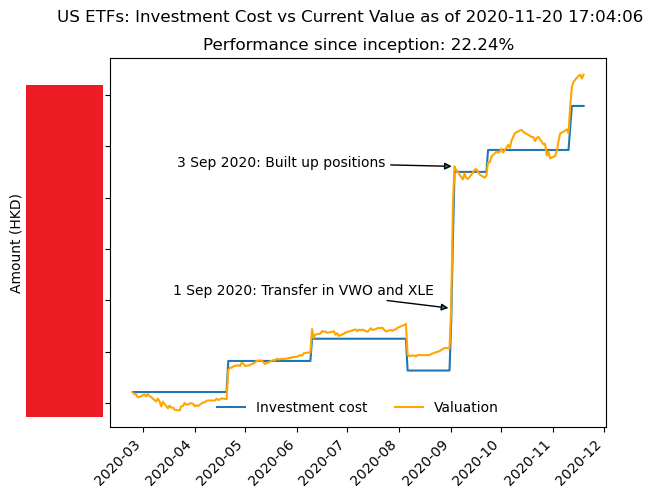 US ETFs: Investment Cost vs Current Value as of 2020-11-20 17:04:06
Performance since inception: 22.24%
Amount (HKD)
3 Sep 2020: Built up positions
1 Sep 2020: Transfer in VWO and XLE
Investment cost
Valuation
2020-03
2020-04
2020-05
2020-06
2020-07
2020-08
2020-09
2020-10
2020-11
2020-12